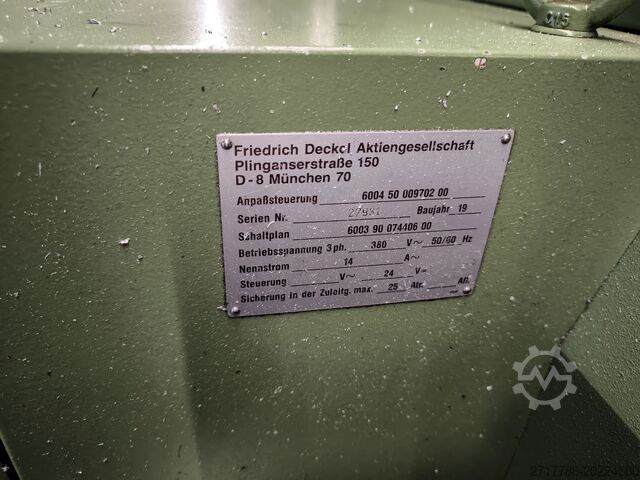 C15
Friedrich Deckel Aktiengesellschaft
Plinganserstraße 150
D-8 München 70
Anpaßsteuerung 6004 50 009702 00
Serien Nr. Baujahr 19
Schaltplan 6003 90 074406 00
Betriebsspannung 3 ph. 380 V~ 50/60 Hz
Nennstrom 14 A~
Steuerung V~ 24 V=
Sicherung in der Zuleitg. max. 25 Atr.